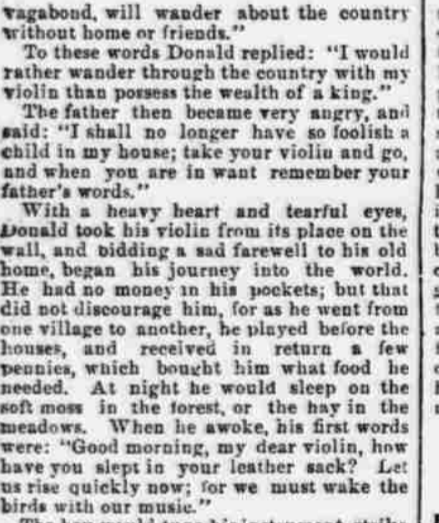 vagabond, will wander about the country
without home or friends."
To these words Donald replied: "I would
rather wander through the country with my
violin than possess the wealth of a king."
The father then became very angry, and
said: "I shall no longer have so foolish a
child in my house; take your violin and go,
and when you are in want remember your
father's words."
With a heavy heart and tearful eyes,
Donald took his violin from its place on the
wall, and bidding a sad farewell to his old
home, began his journey into the world.
He had no money in his pockets; but that
did not discourage him, for as he went from
one village to another, he played before the
houses, and received in return a few
pennies, which bought him what food he
needed. At night he would sleep on the
soft moss in the forest, or the hay in the
meadows. When he awoke, his first words
were: "Good morning, my dear violin, how
have you slept in your leather sack? Let
us rise quickly now; for we must wake the
birds with our music."